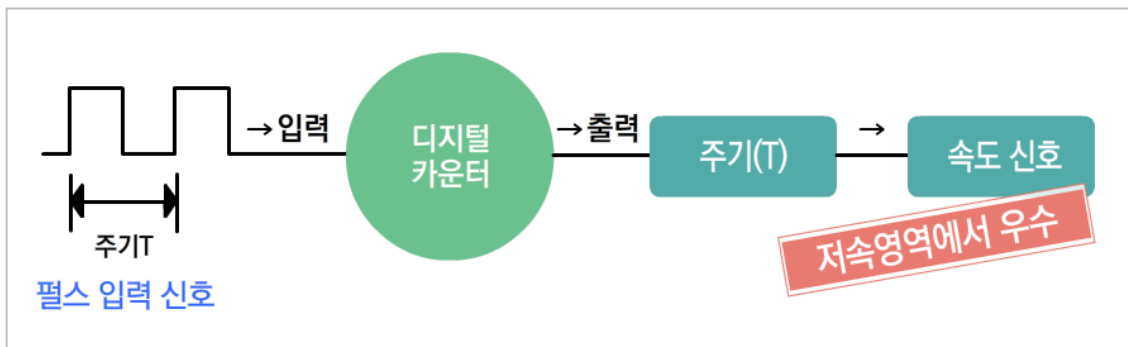 →입력
디지털
카운터
→출력
주기(T)
→
속도 신호
저속영역에서 우수
주기T
펄스 입력 신호